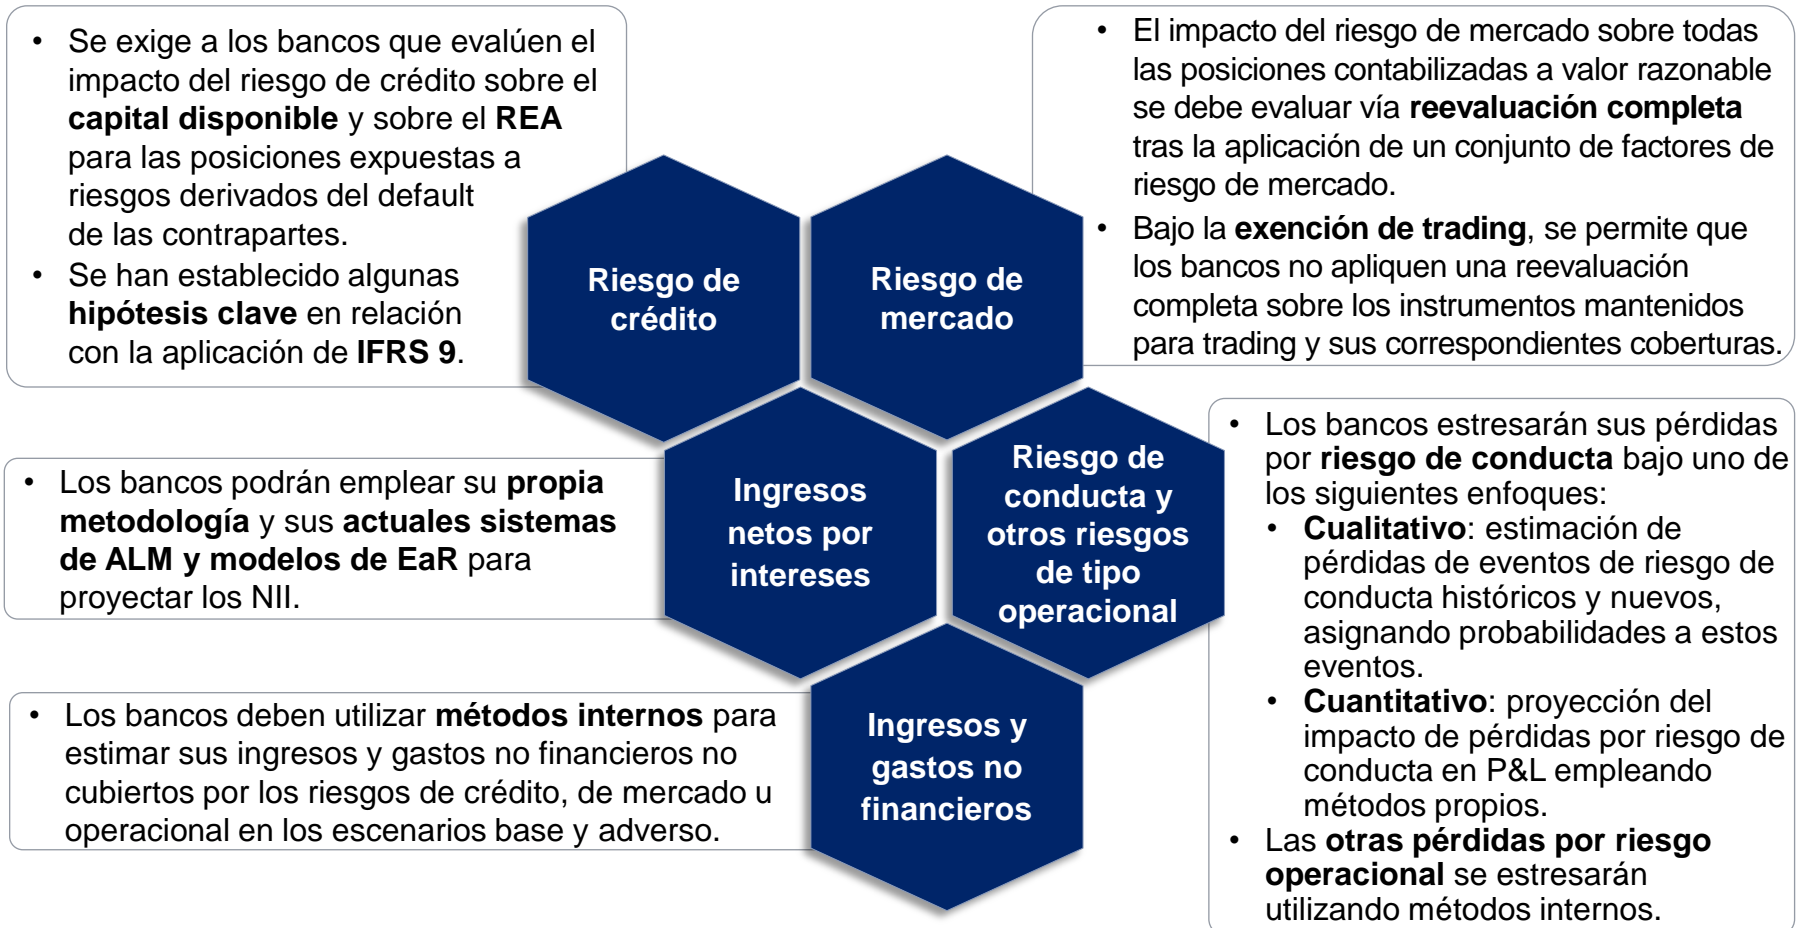 • Se exige a los bancos que evalúen el
impacto del riesgo de crédito sobre el
capital disponible y sobre el REA
para las posiciones expuestas a
riesgos derivados del default
de las contrapartes.
• Se han establecido algunas
hipótesis clave en relación
con la aplicación de IFRS 9.
• El impacto del riesgo de mercado sobre todas
las posiciones contabilizadas a valor razonable
se debe evaluar vía reevaluación completa
tras la aplicación de un conjunto de factores de
riesgo de mercado.
• Bajo la exención de trading, se permite que
los bancos no apliquen una reevaluación
completa sobre los instrumentos mantenidos
para trading y sus correspondientes coberturas.
Riesgo de
crédito
Riesgo de
mercado
• Los bancos podrán emplear su propia
metodología y sus actuales sistemas
de ALM y modelos de EaR para
proyectar los NII.
Ingresos
netos por
intereses
Riesgo de
conducta y
otros riesgos
de tipo
operacional
• Los bancos estresarán sus pérdidas
por riesgo de conducta bajo uno de
los siguientes enfoques:
• Cualitativo: estimación de
pérdidas de eventos de riesgo de
conducta históricos y nuevos,
asignando probabilidades a estos
eventos.
• Cuantitativo: proyección del
impacto de pérdidas por riesgo de
conducta en P&L empleando
métodos propios.
• Las otras pérdidas por riesgo
operacional se estresarán
utilizando métodos internos.
• Los bancos deben utilizar métodos internos para
estimar sus ingresos y gastos no financieros no
cubiertos por los riesgos de crédito, de mercado u
operacional en los escenarios base y adverso.
Ingresos y
gastos no
financieros